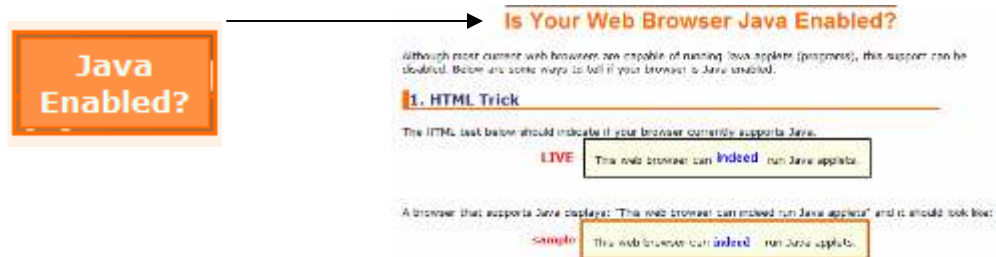 Java
Enabled?
Is Your Web Browser Java Enabled?
Although most current web browsers are capable of running Java applets (programs), this support can be
disabled. Below are some ways to tell if your browser is Java enabled.
1. HTML Trick
The HTML test below should indicate if your browser currently supports Java.
LIVE This web browser can indeed run Java applets.
A browser that supports Java displays: "This web browser can indeed run Java applets" and it should look like:
sample This web browser can indeed run Java applets.